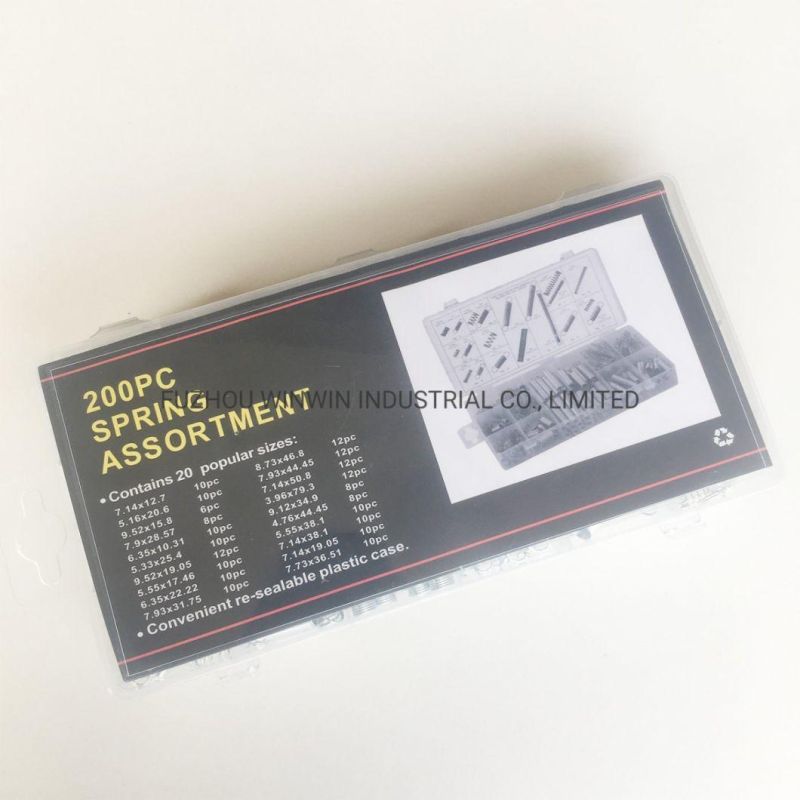 200PC
SPRING
ASSORTMENT
FUZHOU WINWIN INDUSTRIAL CO., LIMITED
• Contains 20 popular sizes:
7.14x12.7 10pc
5.16x20.6 10pc
9.52x15.8 6pc
7.9x28.57 8pc
6.35x10.31 10pc
5.33x25.4 10pc
9.52x19.05 12pc
5.55x17.46 10pc
6.35x22.22 10pc
7.93x31.75 10pc
8.73x46.8 12pc
7.93x44.45 12pc
7.14x50.8 12pc
3.96x79.3 12pc
9.12x34.9 8pc
4.76x44.45 8pc
5.55x38.1 10pc
7.14x38.1 10pc
7.14x19.05 10pc
7.73x36.51 10pc
• Convenient re-sealable plastic case.